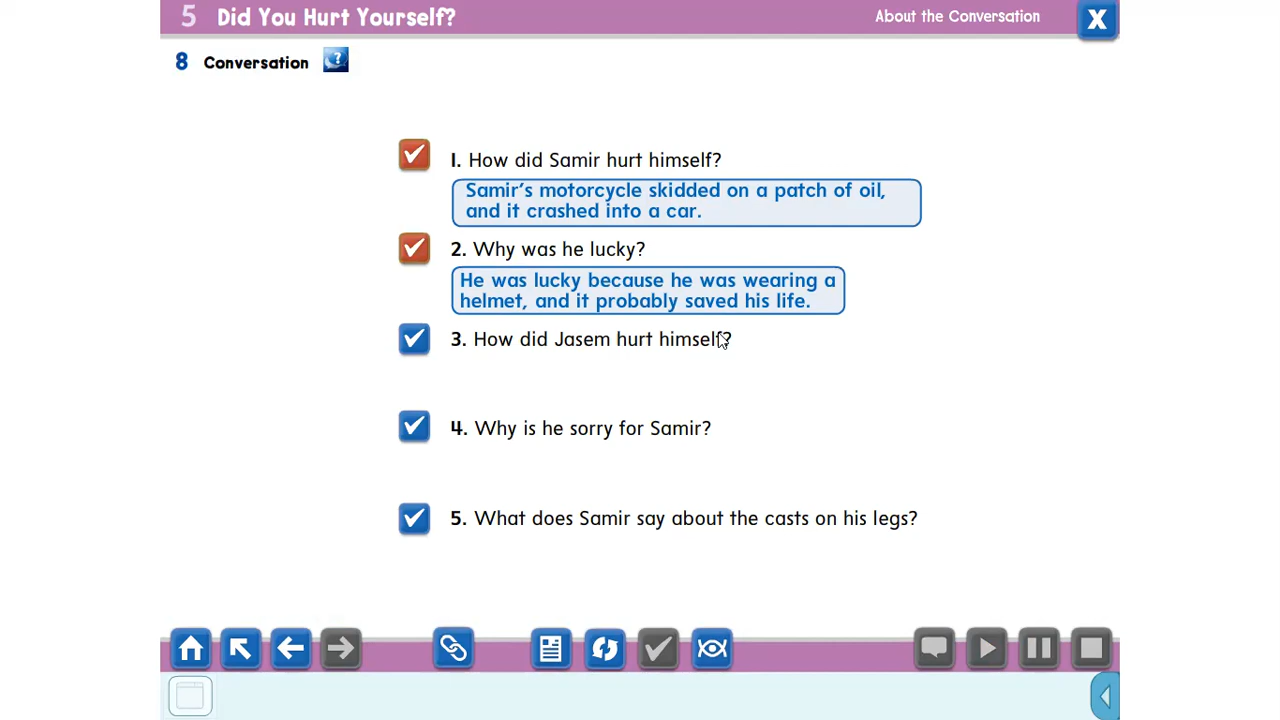 5 Did You Hurt Yourself?
About the Conversation
X
8 Conversation
?
1. How did Samir hurt himself?
Samir's motorcycle skidded on a patch of oil,
and it crashed into a car.
2. Why was he lucky?
He was lucky because he was wearing a
helmet, and it probably saved his life.
3. How did Jasem hurt himself?
4. Why is he sorry for Samir?
5. What does Samir say about the casts on his legs?